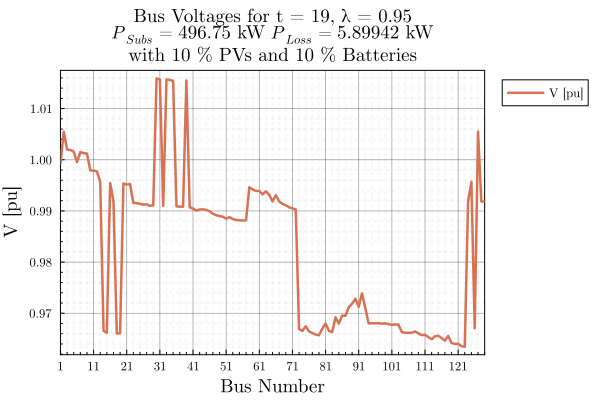 Bus Voltages for t = 19, λ = 0.95
P_Subs = 496.75 kW P_Loss = 5.89942 kW
with 10 % PVs and 10 % Batteries
V [pu]
1.01
1.00
0.99
0.98
0.97
V [pu]
1 11 21 31 41 51 61 71 81 91 101 111 121
Bus Number